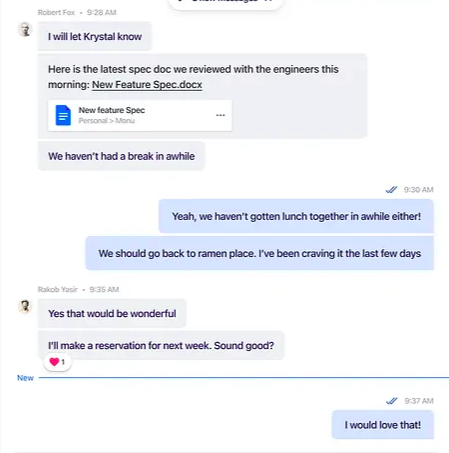 Robert Fox • 9:28 AM
I will let Krystal know
Here is the latest spec doc we reviewed with the engineers this
morning: New Feature Spec.docx
New feature Spec
Personal > Manu
We haven't had a break in awhile
9:30 AM
Yeah, we haven't gotten lunch together in awhile either!
We should go back to ramen place. I've been craving it the last few days
Rakob Yasir • 9:35 AM
Yes that would be wonderful
I'll make a reservation for next week. Sound good?
1
New
9:37 AM
I would love that!